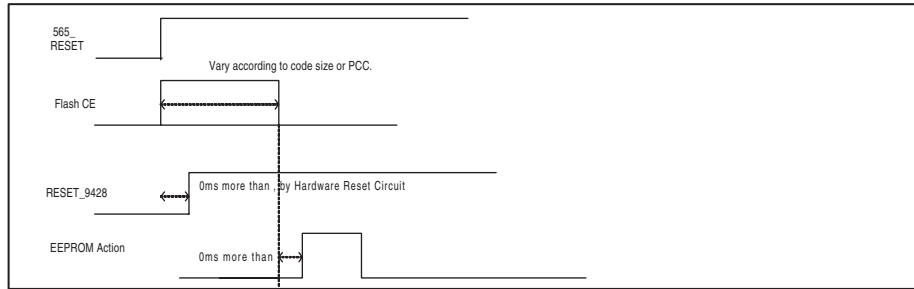 565_
RESET
Vary according to code size or PCC.
Flash CE
0ms more than , by Hardware Reset Circuit
RESET_9428
EEPROM Action
0ms more than